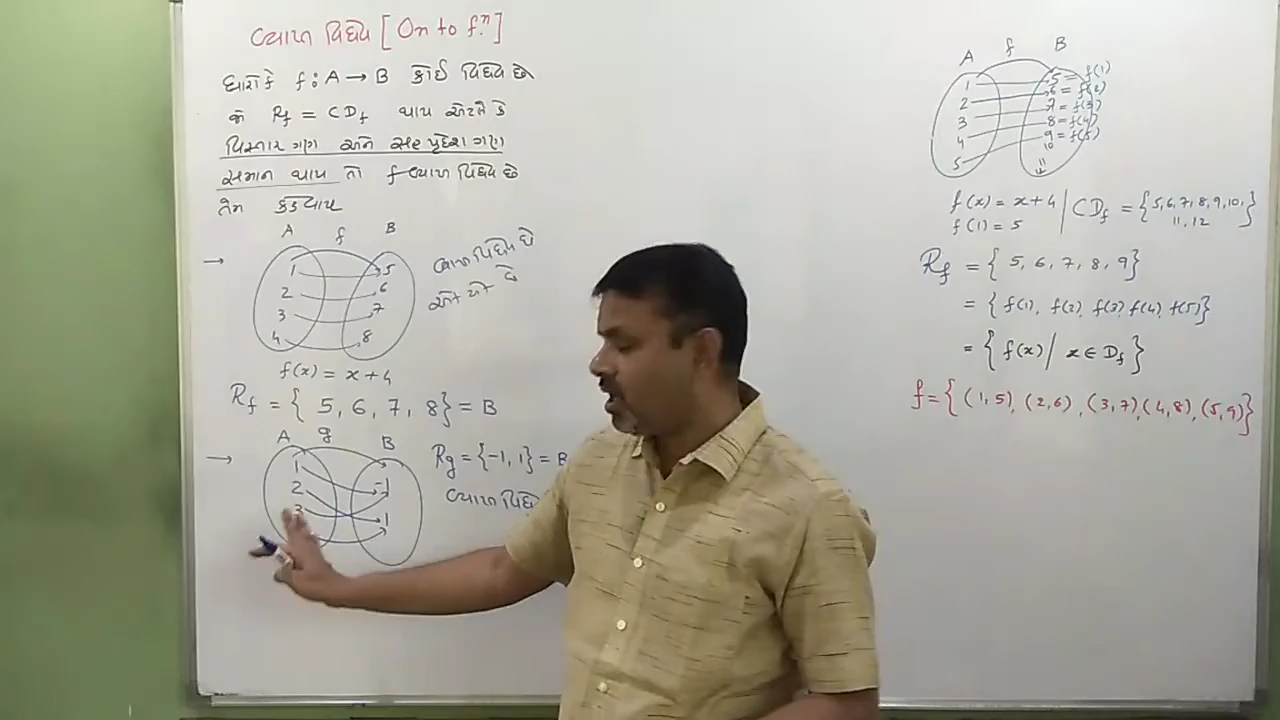 વ્યાપ્ત વિધેય [ On to fⁿ. ]
ધારોકે f : A → B કોઈ વિધેય છે
જો Rf = CDf થાય એટલે કે
વિસ્તાર ગણ અને સહ પ્રદેશ ગણ
સમાન થાય તો f વ્યાપ્ત વિધેય છે
તેમ કહેવાય
→ A f B
1 5
2 6
3 7
4 8
વ્યાપ્ત વિધેય છે
f(x) = x + 4
Rf = { 5, 6, 7, 8 } = B
→ A g B
1 -1
2
3 1
Rg = {-1, 1} = B
વ્યાપ્ત
A f B
1 5 = f(1)
2 6 = f(2)
3 7 = f(3)
4 8 = f(4)
5 9 = f(5)
10
11
12
f(x) = x + 4 | CDf = { 5, 6, 7, 8, 9, 10,
f(1) = 5 11, 12 }
Rf = { 5, 6, 7, 8, 9 }
= { f(1), f(2), f(3), f(4), f(5) }
= { f(x) / x ∈ Df }
f = { (1, 5), (2, 6), (3, 7), (4, 8), (5, 9) }